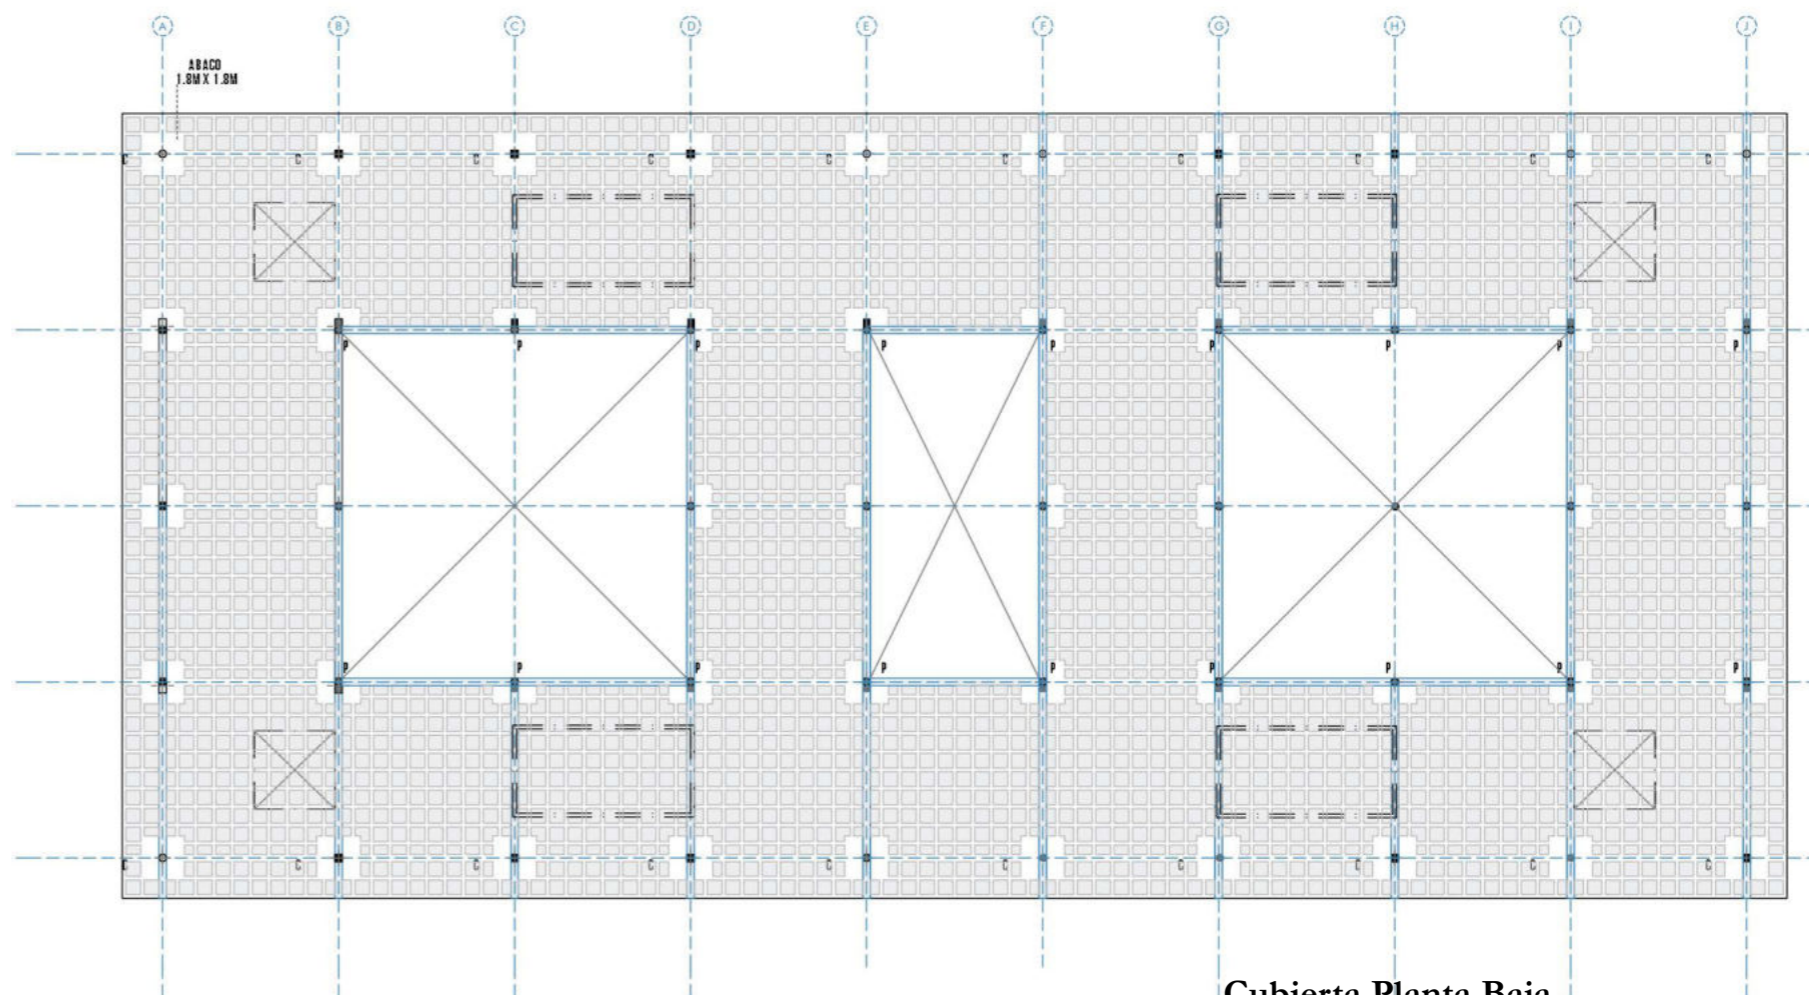 A B C D E F G H I J
ABACO
1.8M X 1.8M
C C C C C C C C C C
P P P P P P P P P
P P P P P P P P P
C C C C C C C C C C
Cubierta Planta Baja